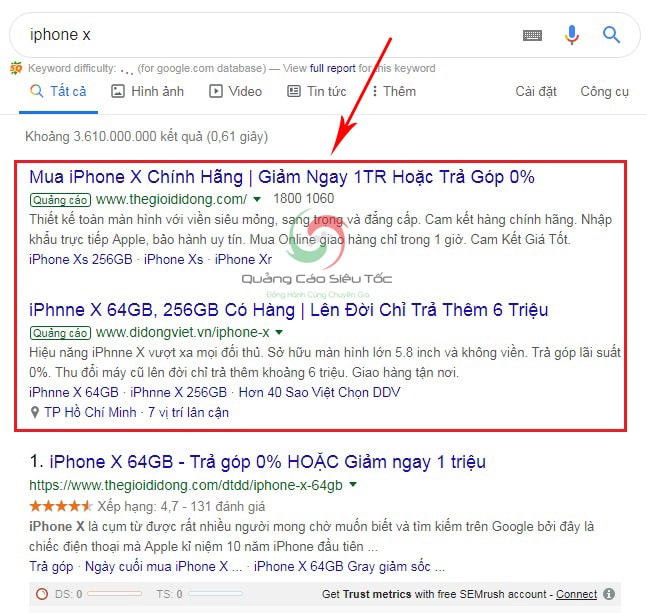 iphone x
Keyword difficulty: . . . (for google.com database) — View full report for this keyword
Tất cả Hình ảnh Video Tin tức Thêm Cài đặt Công cụ
Khoảng 3.610.000.000 kết quả (0,61 giây)
Mua iPhone X Chính Hãng | Giảm Ngay 1TR Hoặc Trả Góp 0%
Quảng cáo www.thegioididong.com/ 1800 1060
Thiết kế toàn màn hình với viền siêu mỏng, sang trọng và đẳng cấp. Cam kết hàng chính hãng. Nhập
khẩu trực tiếp Apple, bảo hành uy tín. Mua Online giao hàng chỉ trong 1 giờ. Cam Kết Giá Tốt.
iPhone Xs 256GB · iPhone Xs · iPhone Xr
Quảng Cáo Siêu Tốc
Đồng Hành Cùng Chuyên Gia
iPhnne X 64GB, 256GB Có Hàng | Lên Đời Chỉ Trả Thêm 6 Triệu
Quảng cáo www.didongviet.vn/iphone-x
Hiệu năng iPhnne X vượt xa mọi đối thủ. Sở hữu màn hình lớn 5.8 inch và không viền. Trả góp lãi suất
0%. Thu đổi máy cũ lên đời chỉ trả thêm khoảng 6 triệu. Giao hàng tận nơi.
iPhnne X 64GB · iPhnne X 256GB · Hơn 40 Sao Việt Chọn DDV
TP Hồ Chí Minh · 7 vị trí lân cận
1. iPhone X 64GB - Trả góp 0% HOẶC Giảm ngay 1 triệu
https://www.thegioididong.com/dtdd/iphone-x-64gb
Xếp hạng: 4,7 - 131 đánh giá
iPhone X là cụm từ được rất nhiều người mong chờ muốn biết và tìm kiếm trên Google bởi đây là
chiếc điện thoại mà Apple kỉ niệm 10 năm iPhone đầu tiên ...
Trả góp · Ngày cuối mua iPhone X ... · iPhone X 64GB Gray giảm sốc ...
DS: 0 TS: 0 Get Trust metrics with free SEMrush account - Connect